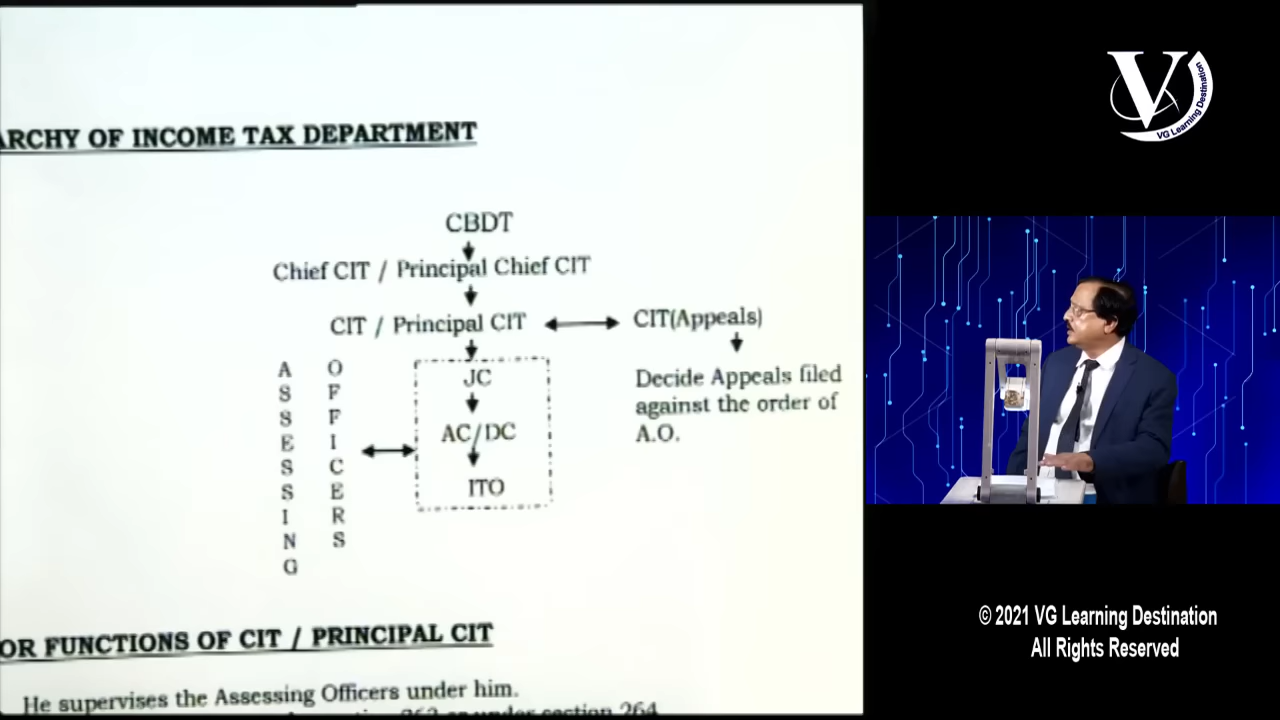 ARCHY OF INCOME TAX DEPARTMENT
CBDT
Chief CIT / Principal Chief CIT
CIT / Principal CIT
CIT(Appeals)
Decide Appeals filed
against the order of
A.O.
ASSESSING
OFFICERS
JC
AC/DC
ITO
OR FUNCTIONS OF CIT / PRINCIPAL CIT
He supervises the Assessing Officers under him.
section 264
V
VG Learning Destination
© 2021 VG Learning Destination
All Rights Reserved